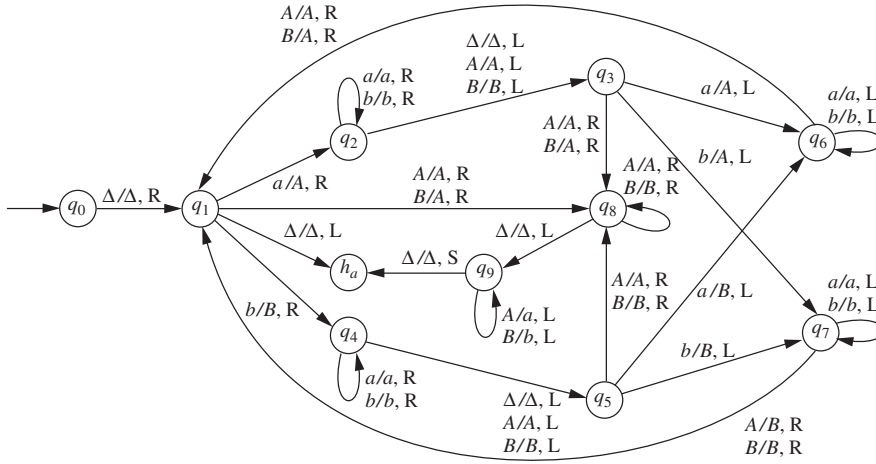 A/A, R
B/A, R
Δ/Δ, L
A/A, L
B/B, L
a/a, R
b/b, R
q3
a/A, L
a/a, L
b/b, L
q2
A/A, R
B/A, R
b/A, L
q6
a/A, R
A/A, R
B/A, R
A/A, R
B/B, R
q0
Δ/Δ, R
q1
q8
Δ/Δ, L
Δ/Δ, L
ha
Δ/Δ, S
q9
A/A, R
B/B, R
a/B, L
a/a, L
b/b, L
b/B, R
A/a, L
B/b, L
q4
b/B, L
q7
a/a, R
b/b, R
Δ/Δ, L
A/A, L
B/B, L
q5
A/B, R
B/B, R